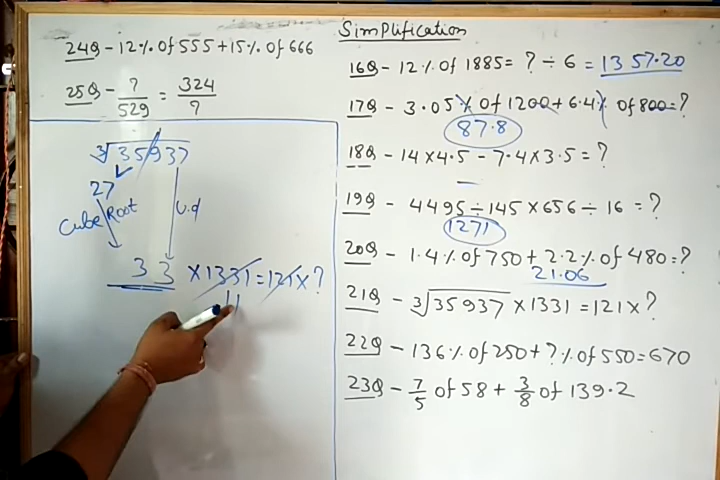 24Q - 12% of 555 + 15% of 666
25Q - ?/529 = 324/?
∛35937
27
Cube Root
U.d
33 × 1331 = 121 × ?
11
Simplification
16Q - 12% of 1885 = ? ÷ 6 = 1357.20
17Q - 3.05% of 1200 + 6.4% of 800 = ?
87.8
18Q - 14 × 4.5 - 7.4 × 3.5 = ?
19Q - 4495 ÷ 145 × 656 ÷ 16 = ?
1271
20Q - 1.4% of 750 + 2.2% of 480 = ?
21.06
21Q - ∛35937 × 1331 = 121 × ?
22Q - 136% of 250 + ?% of 550 = 670
23Q - 7/5 of 58 + 3/8 of 139.2